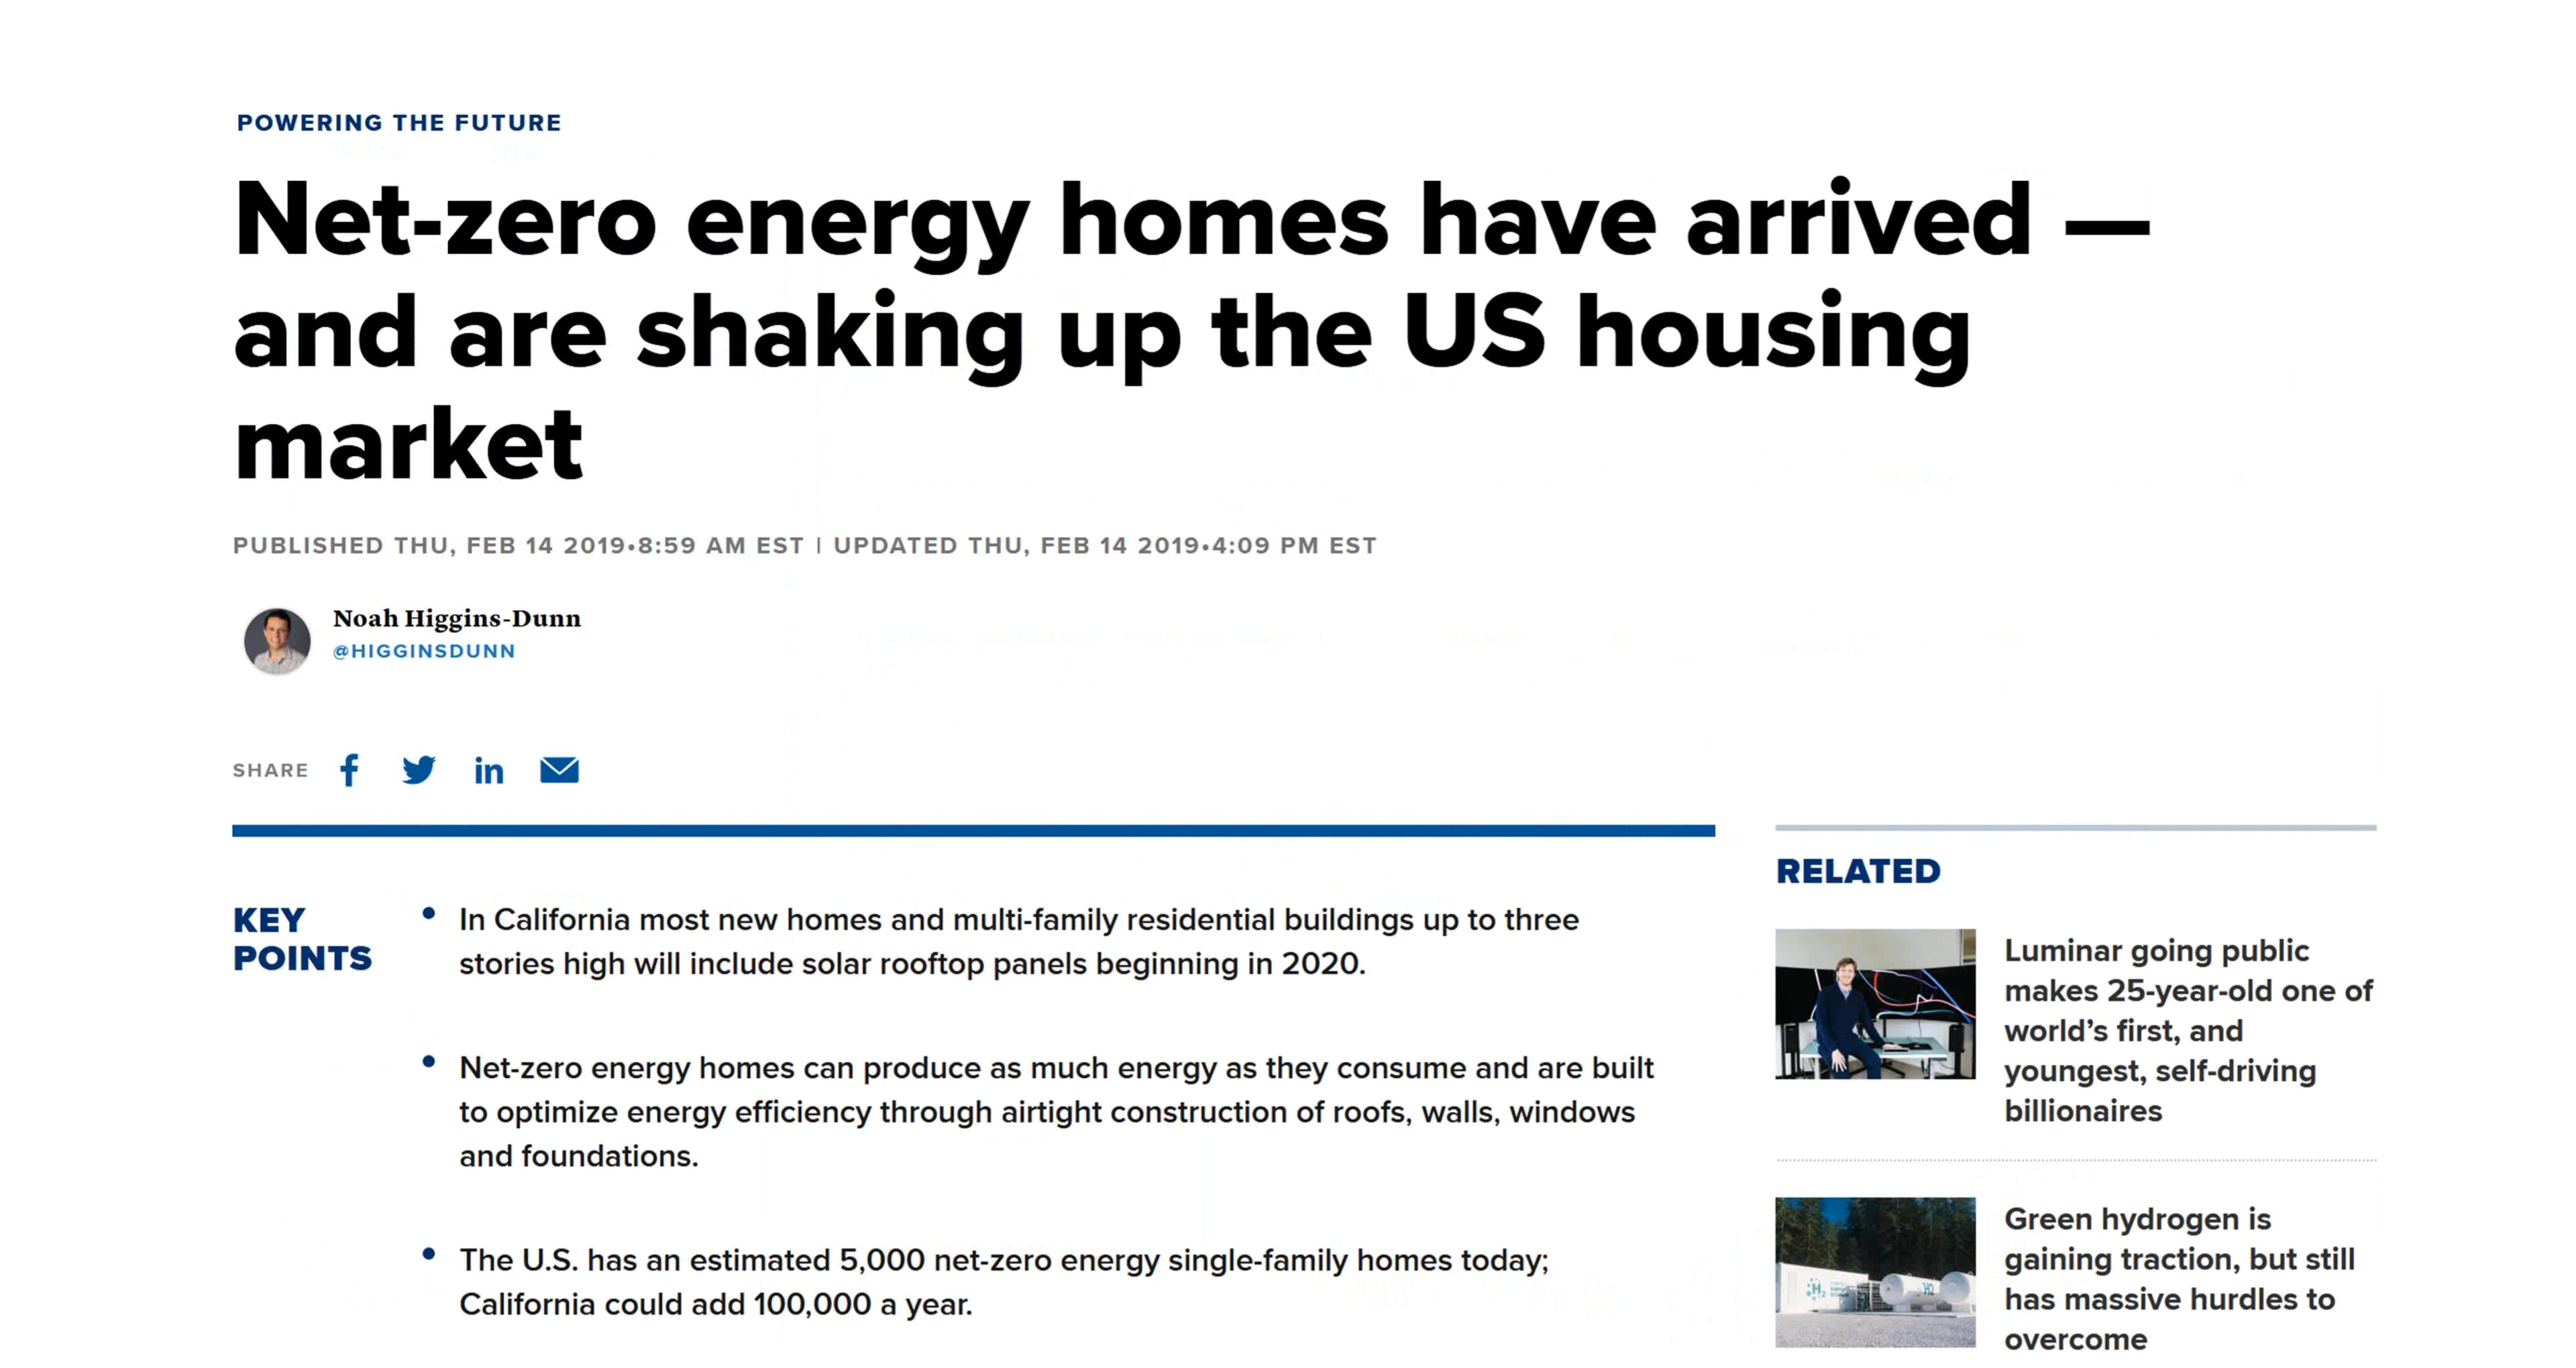 POWERING THE FUTURE
Net-zero energy homes have arrived —
and are shaking up the US housing
market
PUBLISHED THU, FEB 14 2019•8:59 AM EST | UPDATED THU, FEB 14 2019•4:09 PM EST
Noah Higgins-Dunn
@HIGGINSDUNN
SHARE
KEY
POINTS
• In California most new homes and multi-family residential buildings up to three
stories high will include solar rooftop panels beginning in 2020.
• Net-zero energy homes can produce as much energy as they consume and are built
to optimize energy efficiency through airtight construction of roofs, walls, windows
and foundations.
• The U.S. has an estimated 5,000 net-zero energy single-family homes today;
California could add 100,000 a year.
RELATED
Luminar going public
makes 25-year-old one of
world’s first, and
youngest, self-driving
billionaires
Green hydrogen is
gaining traction, but still
has massive hurdles to
overcome